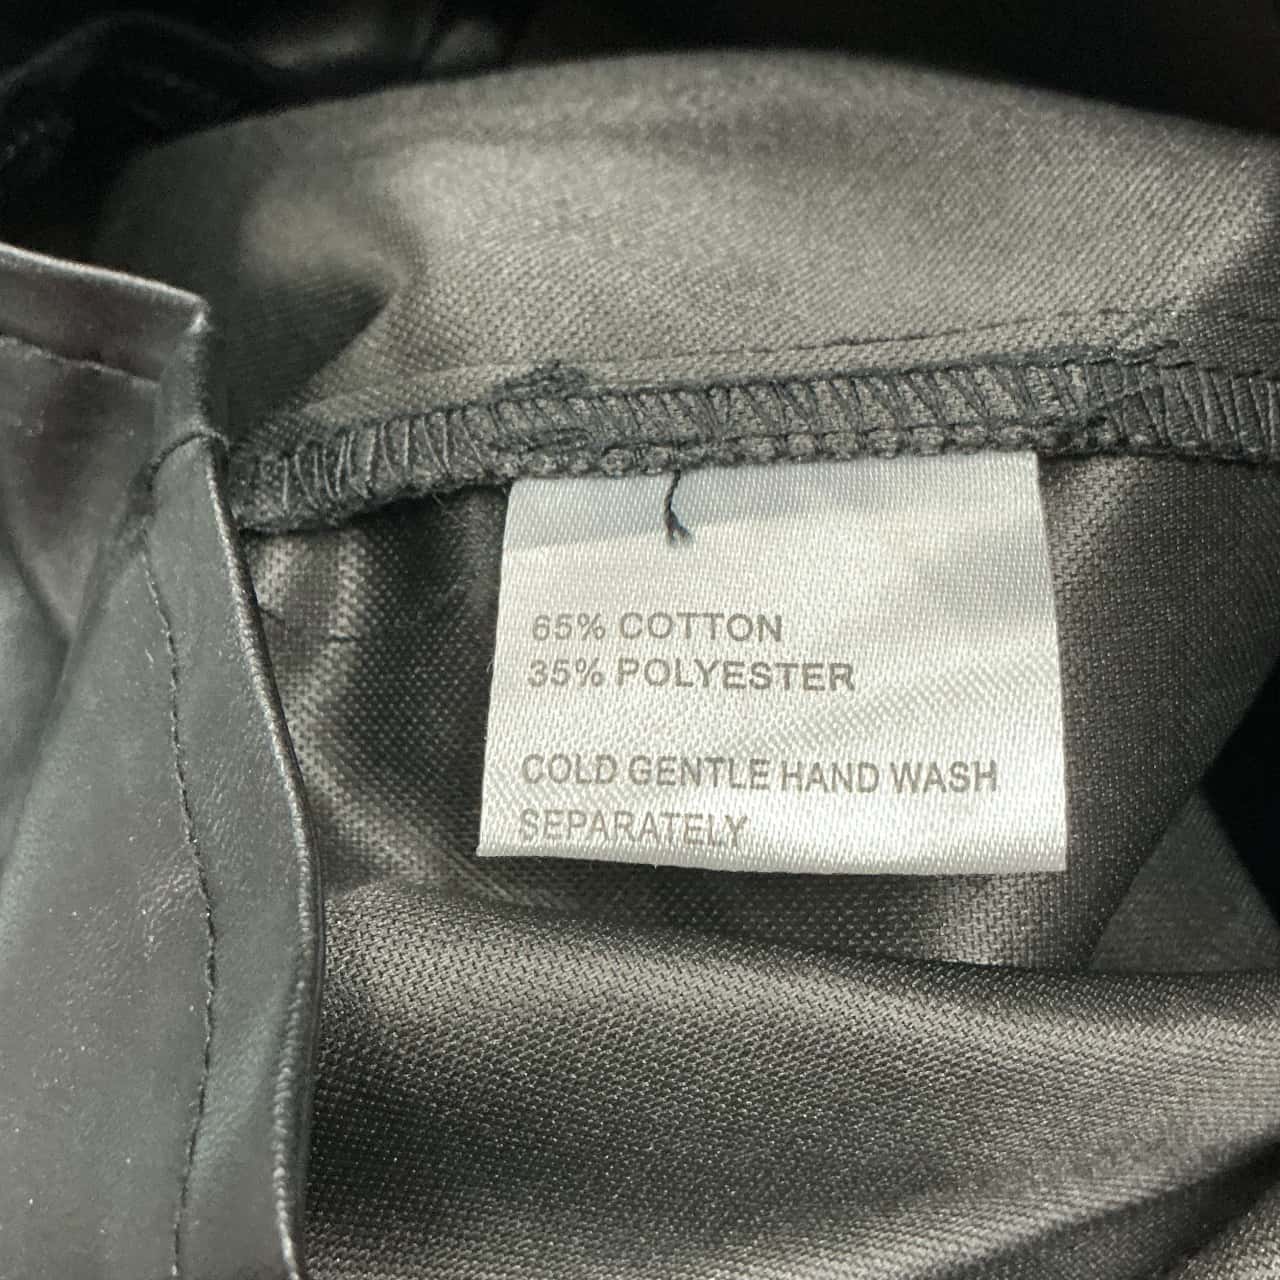 65% COTTON
35% POLYESTER
COLD GENTLE HAND WASH
SEPARATELY